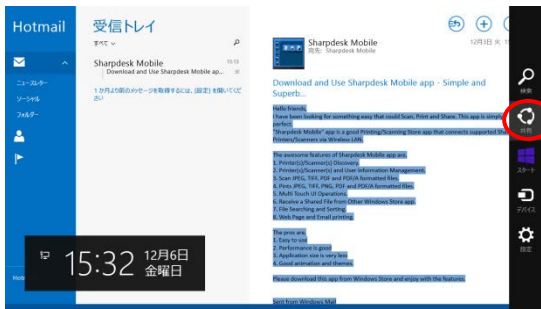 Hotmail
ニュースレター
ソーシャル
フォルダー
受信トレイ
すべて
Sharpdesk Mobile
Download and Use Sharpdesk Mobile ap...
1 か月より前のメッセージを取得するには、[設定] を開いてください
Sharpdesk Mobile
宛先: Sharpdesk Mobile
12月3日 火
Download and Use Sharpdesk Mobile app - Simple and
Superb...
Hello friends,
I have been looking for something easy that could Scan, Print and Share. This app is simply
perfect.
"Sharpdesk Mobile" app is a good Printing/Scanning Store app that connects supported Sha
Printers/Scanners via Wireless LAN.
The awesome features of Sharpdesk Mobile app are.
1. Printer(s)/Scanner(s) Discovery.
2. Printer(s)/Scanner(s) and User Information Management.
3. Scan JPEG, TIFF, PDF and PDF/A formatted files.
4. Prints JPEG, TIFF, PNG, PDF and PDF/A formatted files.
5. Multi Touch UI Operations.
6. Receive a Shared File from Other Windows Store app.
7. File Searching and Sorting.
8. Web Page and Email printing.
The pros are.
1. Easy to use
2. Performance is good
3. Application size is very less.
4. Good animation and themes.
Please download this app from Windows Store and enjoy with the features.
Sent from Windows Mail
検索
共有
スタート
デバイス
設定
15:32
12月6日
金曜日